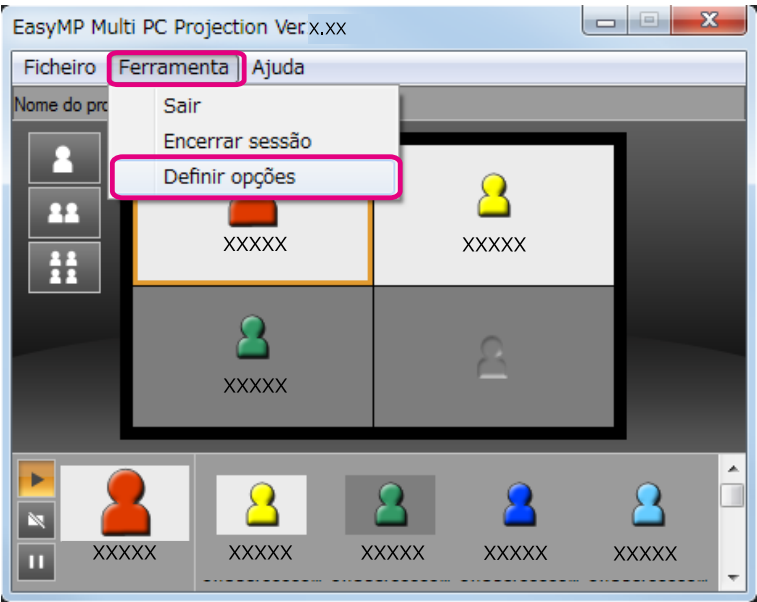 EasyMP Multi PC Projection Ver.x.xx
Ficheiro Ferramenta Ajuda
Nome do
Sair
Encerrar sessão
Definir opções
XXXXX XXXXX
XXXXX
XXXXX XXXXX XXXXX XXXXX XXXXX